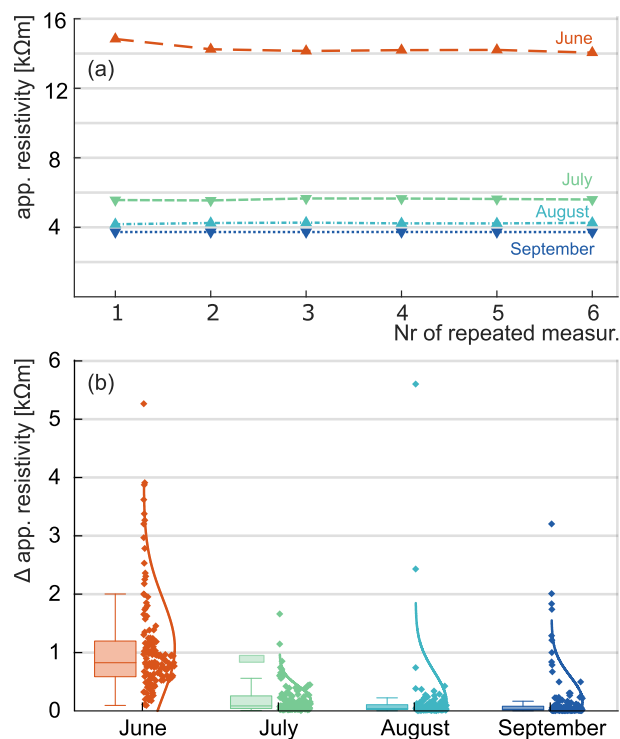 app. resistivity [kΩm]
16
12
8
4
(a)
June
July
August
September
1 2 3 4 5 6
Nr of repeated measur.
Δ app. resistivity [kΩm]
6
5
4
3
2
1
0
(b)
June July August September